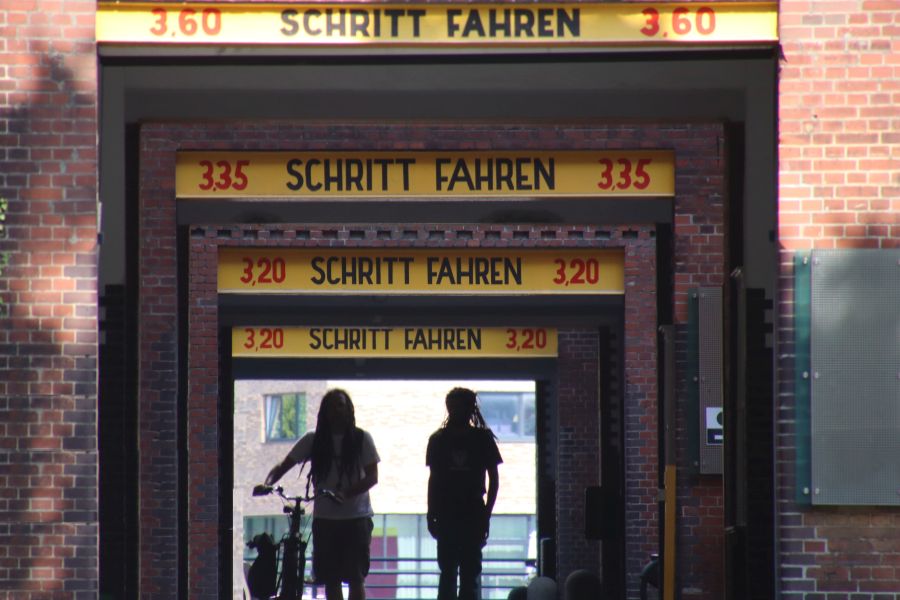 3.60 SCHRITT FAHREN 3.60
3,35 SCHRITT FAHREN 3,35
3,20 SCHRITT FAHREN 3,20
3,20 SCHRITT FAHREN 3,20